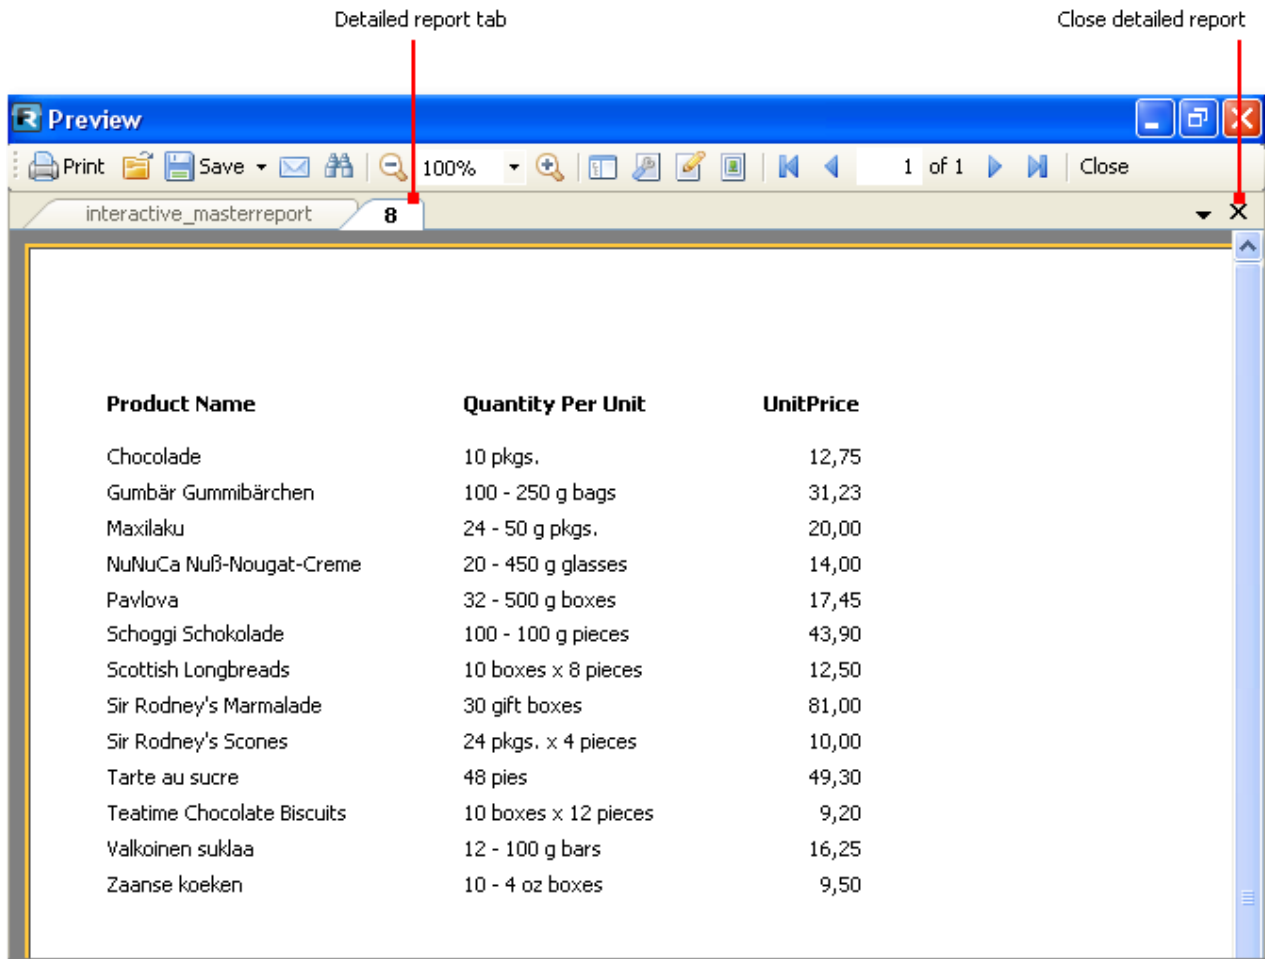 Detailed report tab Close detailed report
Preview
Print Save 100% 1 of 1 Close
interactive_masterreport 8
Product Name Quantity Per Unit UnitPrice
Chocolade 10 pkgs. 12,75
Gumbär Gummibärchen 100 - 250 g bags 31,23
Maxilaku 24 - 50 g pkgs. 20,00
NuNuCa Nuß-Nougat-Creme 20 - 450 g glasses 14,00
Pavlova 32 - 500 g boxes 17,45
Schoggi Schokolade 100 - 100 g pieces 43,90
Scottish Longbreads 10 boxes x 8 pieces 12,50
Sir Rodney's Marmalade 30 gift boxes 81,00
Sir Rodney's Scones 24 pkgs. x 4 pieces 10,00
Tarte au sucre 48 pies 49,30
Teatime Chocolate Biscuits 10 boxes x 12 pieces 9,20
Valkoinen suklaa 12 - 100 g bars 16,25
Zaanse koeken 10 - 4 oz boxes 9,50